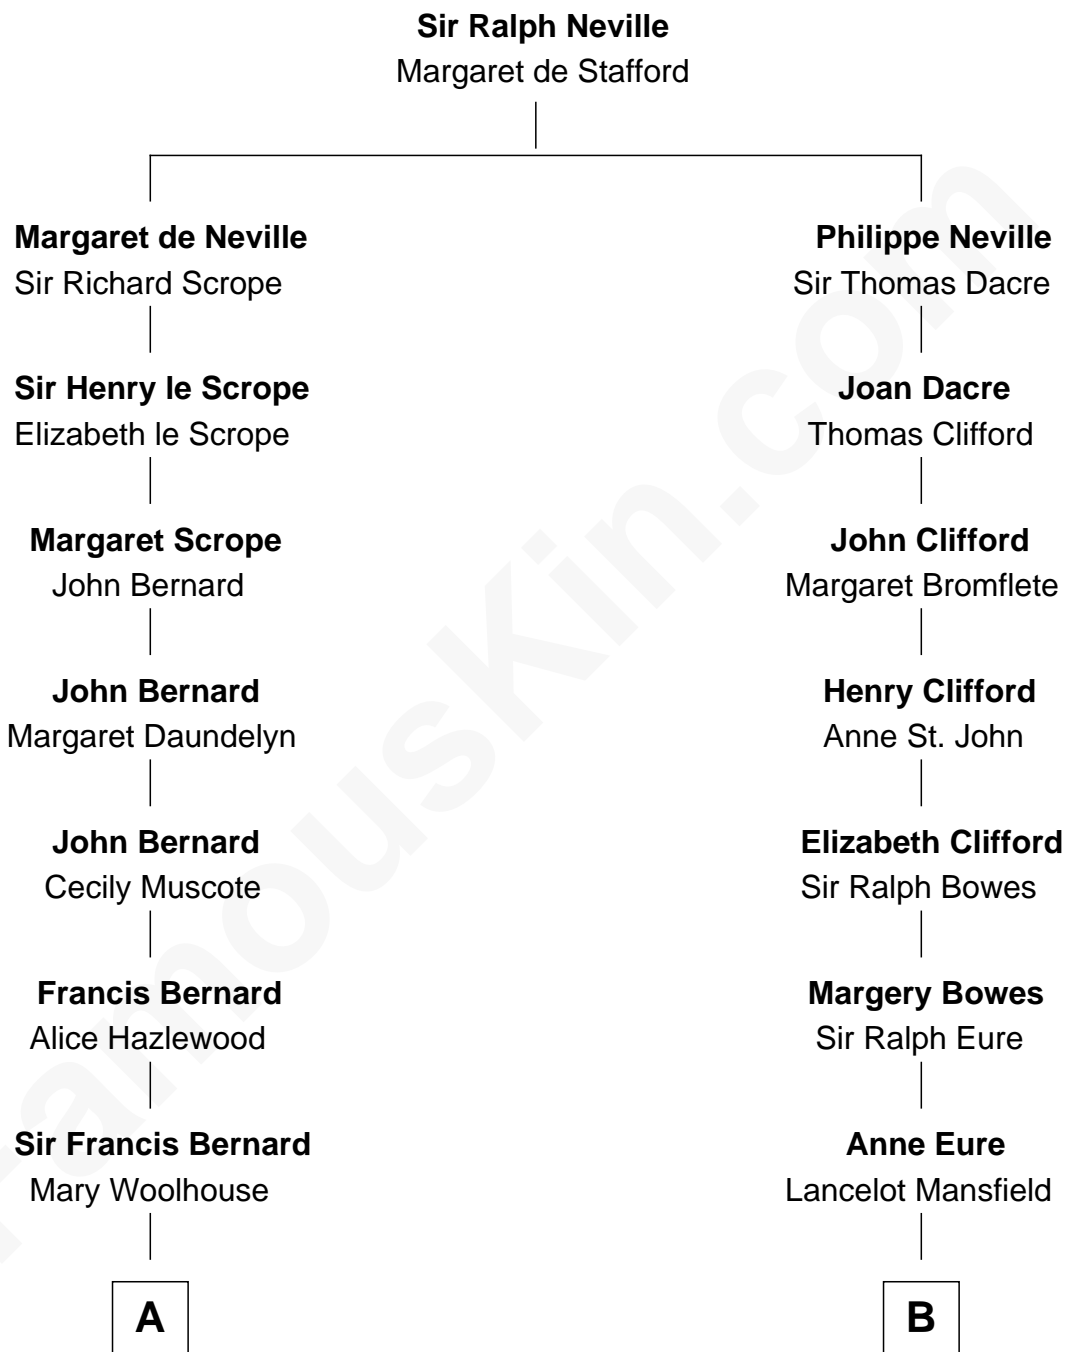 Sir Ralph Neville
Margaret de Stafford
Margaret de Neville
Sir Richard Scrope
Philippe Neville
Sir Thomas Dacre
Sir Henry le Scrope
Elizabeth le Scrope
Joan Dacre
Thomas Clifford
Margaret Scrope
John Bernard
John Clifford
Margaret Bromflete
John Bernard
Margaret Daundelyn
Henry Clifford
Anne St. John
John Bernard
Cecily Muscote
Elizabeth Clifford
Sir Ralph Bowes
Francis Bernard
Alice Hazlewood
Margery Bowes
Sir Ralph Eure
Sir Francis Bernard
Mary Woolhouse
Anne Eure
Lancelot Mansfield
A
B
FamousKin.com